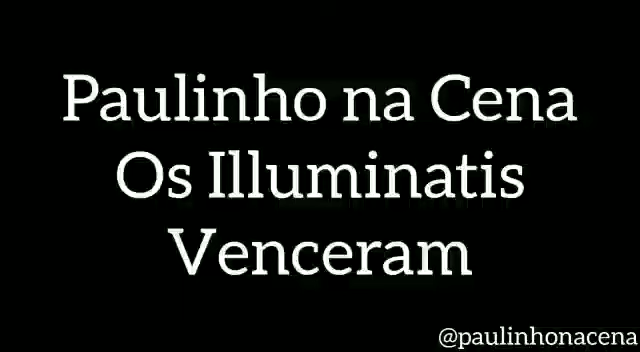 Paulinho na Cena
Os Illuminatis
Venceram
@paulinhonacena